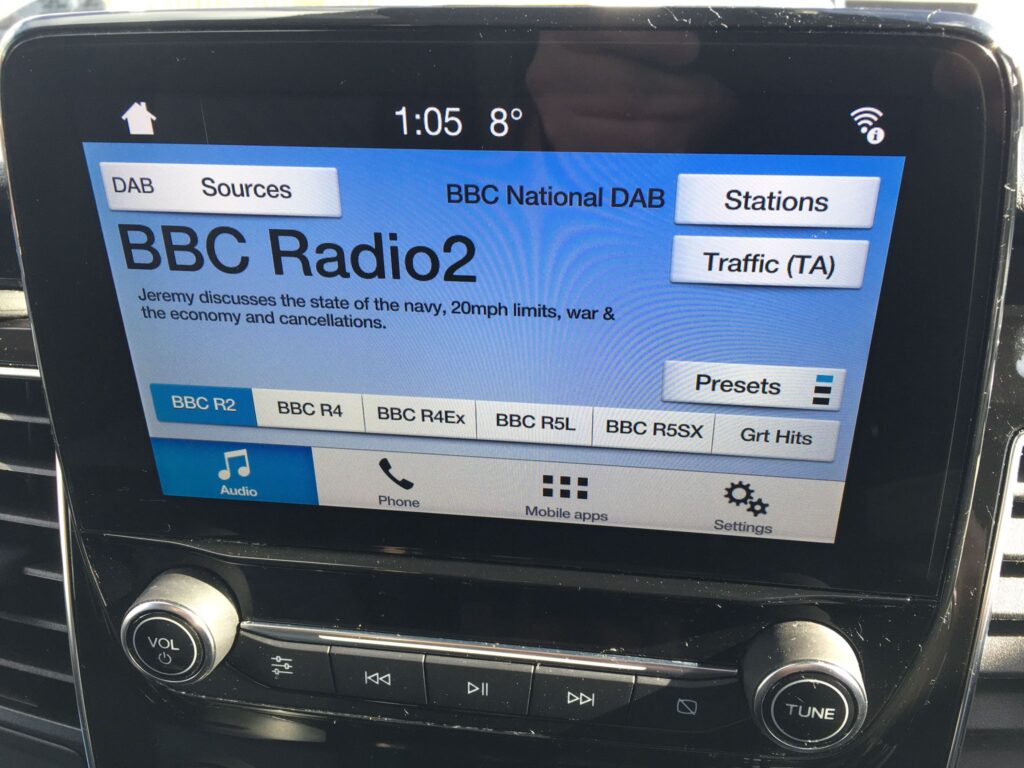 1:05 8°
DAB Sources
BBC National DAB
Stations
BBC Radio2
Traffic (TA)
Jeremy discusses the state of the navy, 20mph limits, war &
the economy and cancellations.
Presets
BBC R2
BBC R4
BBC R4Ex
BBC R5L
BBC R5SX
Grt Hits
Audio
Phone
Mobile apps
Settings
VOL
TUNE